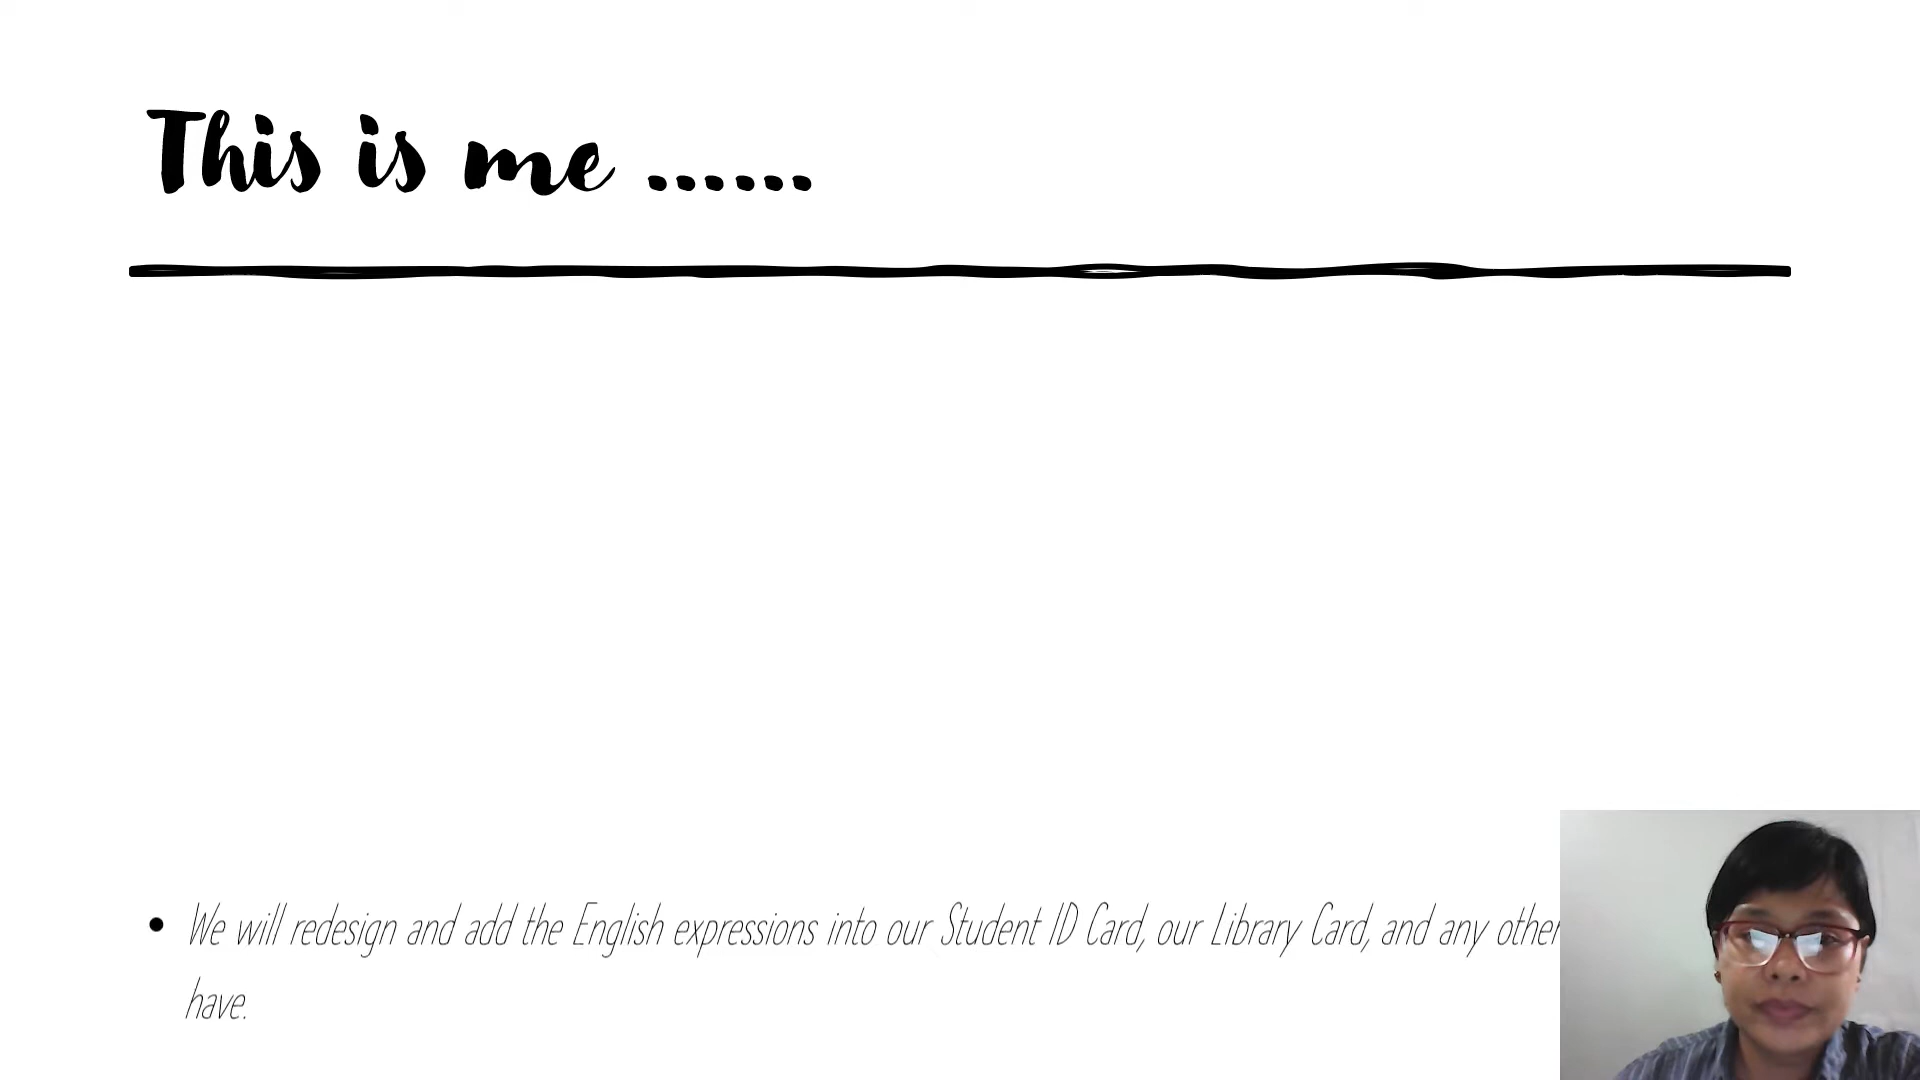 This is me ......
• We will redesign and add the English expressions into our Student ID Card, our Library Card, and any other
have.